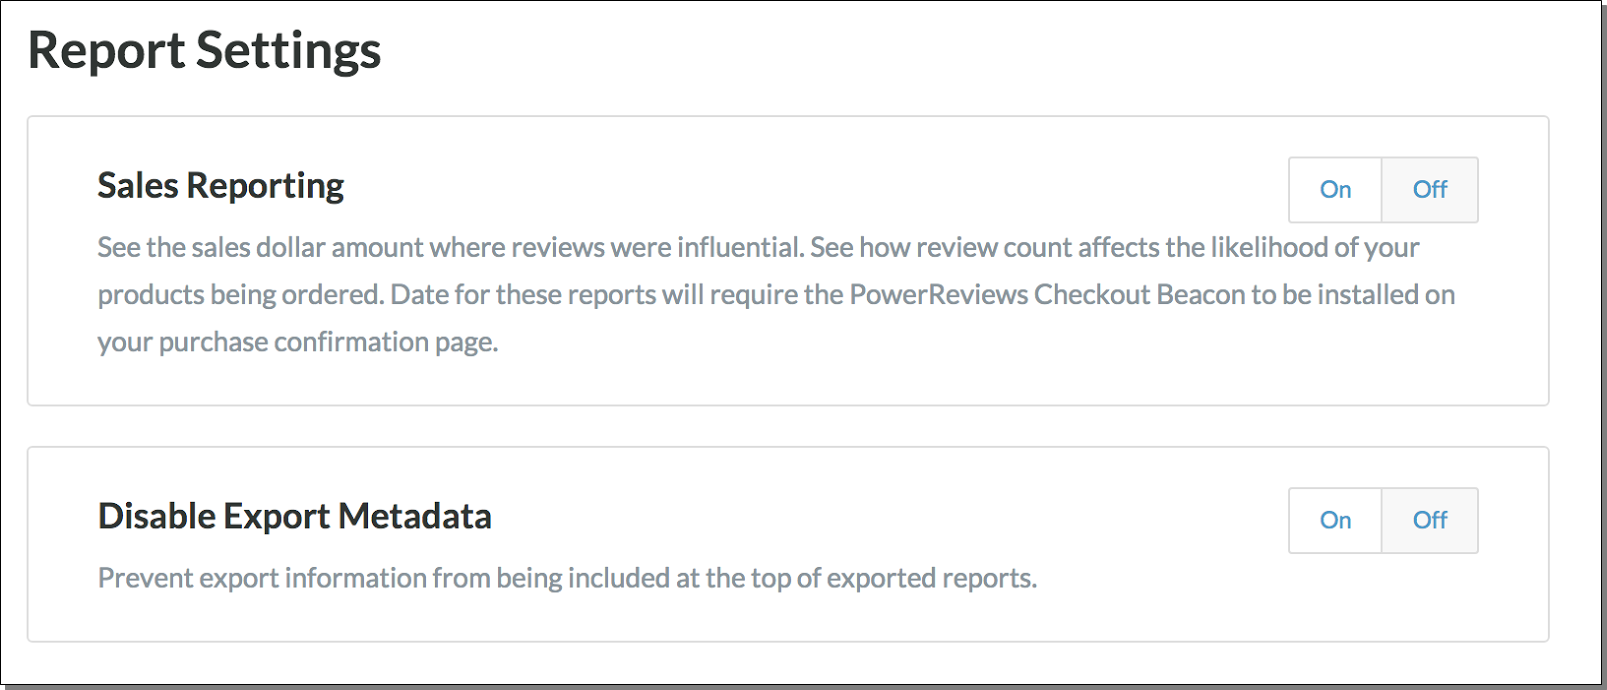 Report Settings
Sales Reporting
On Off
See the sales dollar amount where reviews were influential. See how review count affects the likelihood of your
products being ordered. Date for these reports will require the PowerReviews Checkout Beacon to be installed on
your purchase confirmation page.
Disable Export Metadata
On Off
Prevent export information from being included at the top of exported reports.